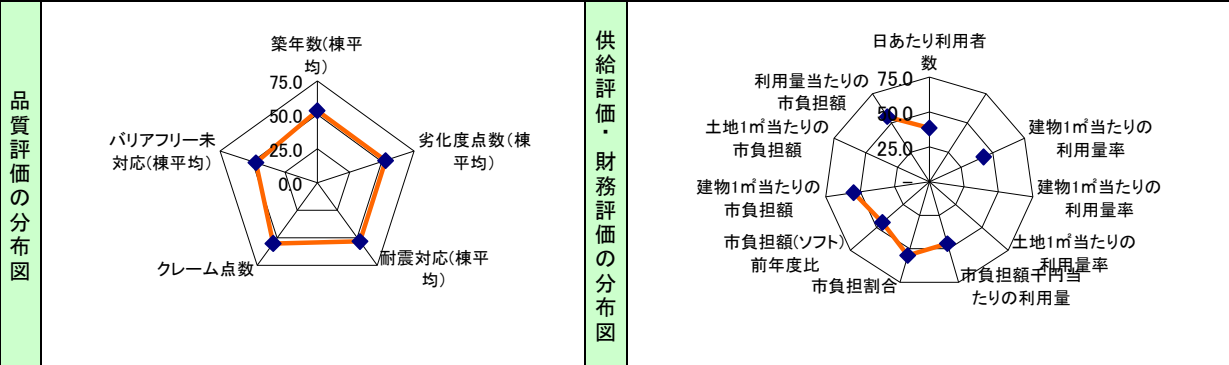 品質評価の分布図
築年数(棟平
均)
75.0
50.0
25.0
0.0
劣化度点数(棟
平均)
耐震対応(棟平
均)
クレーム点数
バリアフリー未
対応(棟平均)
供給評価・財務評価の分布図
日あたり利用者
数
75.0
50.0
25.0
－
建物1㎡当たりの
利用量率
建物1㎡当たりの
利用量率
土地1㎡当たりの
利用量率
市負担額千円当
たりの利用量
市負担割合
市負担額(ソフト)
前年度比
建物1㎡当たりの
市負担額
土地1㎡当たりの
市負担額
利用量当たりの
市負担額